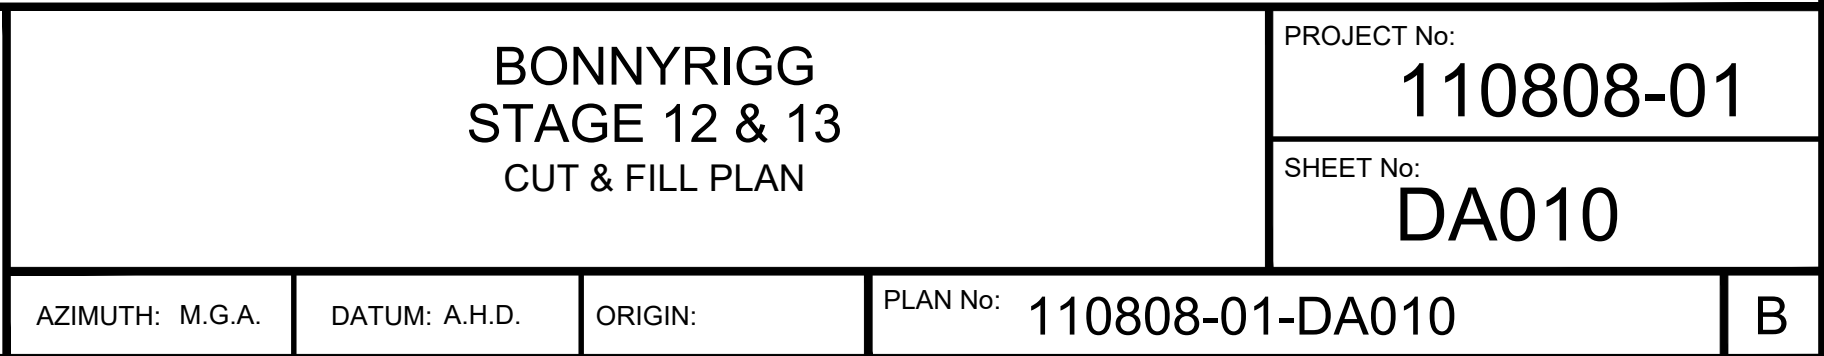 BONNYRIGG
STAGE 12 & 13
CUT & FILL PLAN
PROJECT No:
110808-01
SHEET No:
DA010
AZIMUTH: M.G.A.
DATUM: A.H.D.
ORIGIN:
PLAN No: 110808-01-DA010
B